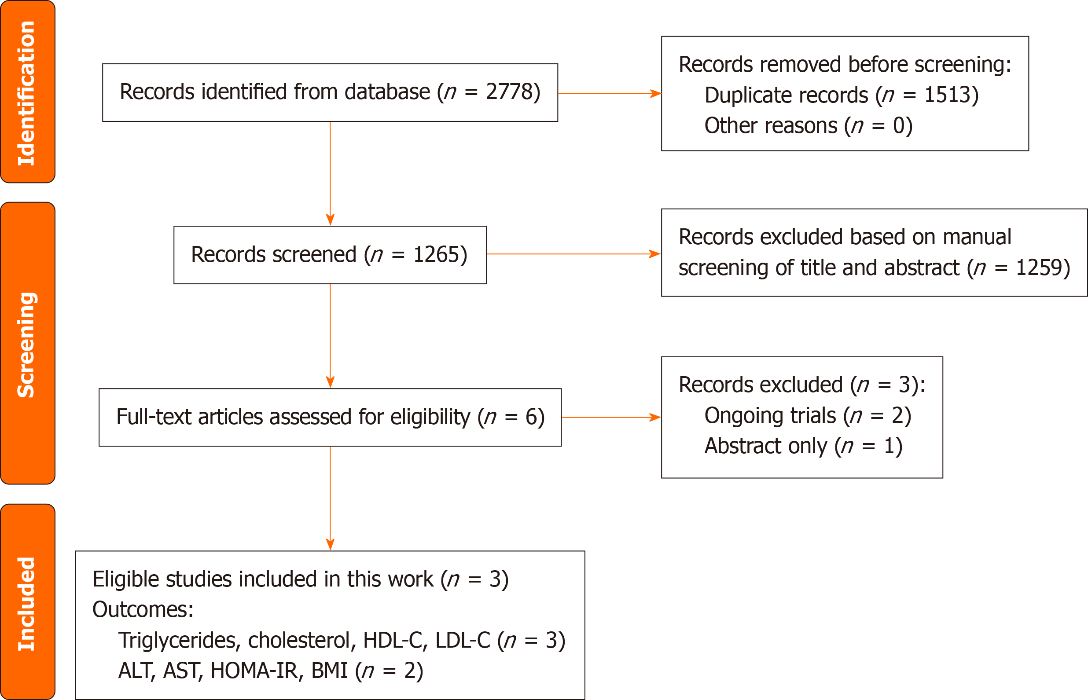 Identification
Records identified from database (n = 2778)
Records removed before screening:
Duplicate records (n = 1513)
Other reasons (n = 0)
Screening
Records screened (n = 1265)
Records excluded based on manual
screening of title and abstract (n = 1259)
Full-text articles assessed for eligibility (n = 6)
Records excluded (n = 3):
Ongoing trials (n = 2)
Abstract only (n = 1)
Included
Eligible studies included in this work (n = 3)
Outcomes:
Triglycerides, cholesterol, HDL-C, LDL-C (n = 3)
ALT, AST, HOMA-IR, BMI (n = 2)